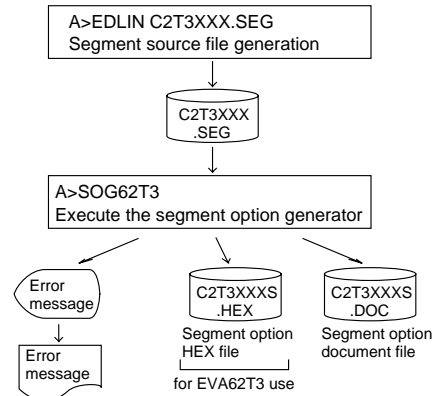 A>EDLIN C2T3XXX.SEG
Segment source file generation
C2T3XXX
.SEG
A>SOG62T3
Execute the segment option generator
Error
message
C2T3XXXS
.HEX
C2T3XXXS
.DOC
Segment option
HEX file
Segment option
document file
Error
message
for EVA62T3 use